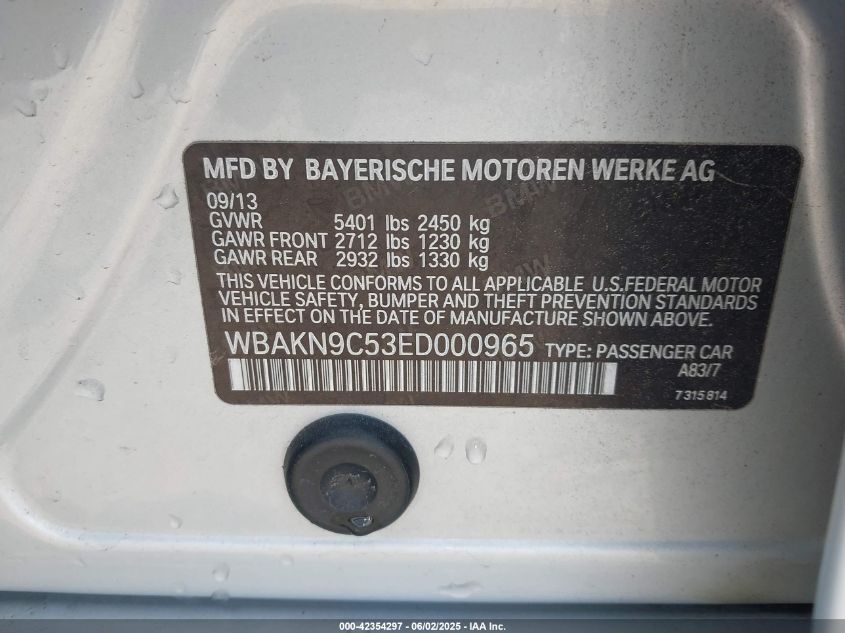 MFD BY BAYERISCHE MOTOREN WERKE AG
09/13
GVWR 5401 lbs 2450 kg
GAWR FRONT 2712 lbs 1230 kg
GAWR REAR 2932 lbs 1330 kg
THIS VEHICLE CONFORMS TO ALL APPLICABLE U.S.FEDERAL MOTOR
VEHICLE SAFETY, BUMPER AND THEFT PREVENTION STANDARDS
IN EFFECT ON THE DATE OF MANUFACTURE SHOWN ABOVE.
WBAKN9C53ED000965 TYPE: PASSENGER CAR
A83/7
7 315 814
000-42354297 - 06/02/2025 - IAA Inc.